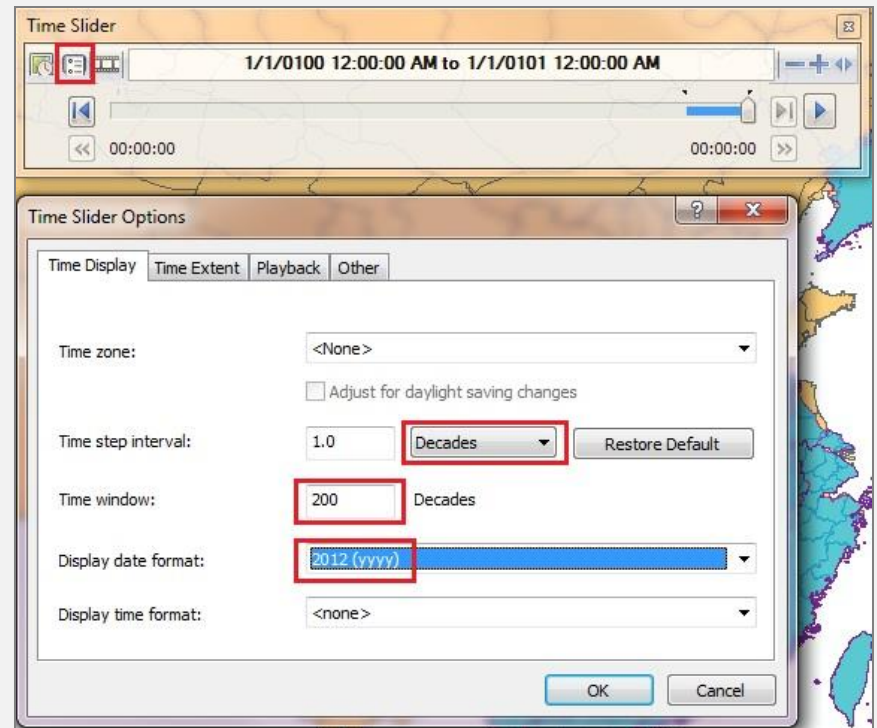 Time Slider
1/1/0100 12:00:00 AM to 1/1/0101 12:00:00 AM
00:00:00 00:00:00
Time Slider Options
Time Display Time Extent Playback Other
Time zone: <None>
Adjust for daylight saving changes
Time step interval: 1.0 Decades Restore Default
Time window: 200 Decades
Display date format: 2012 (yyyy)
Display time format: <none>
OK Cancel